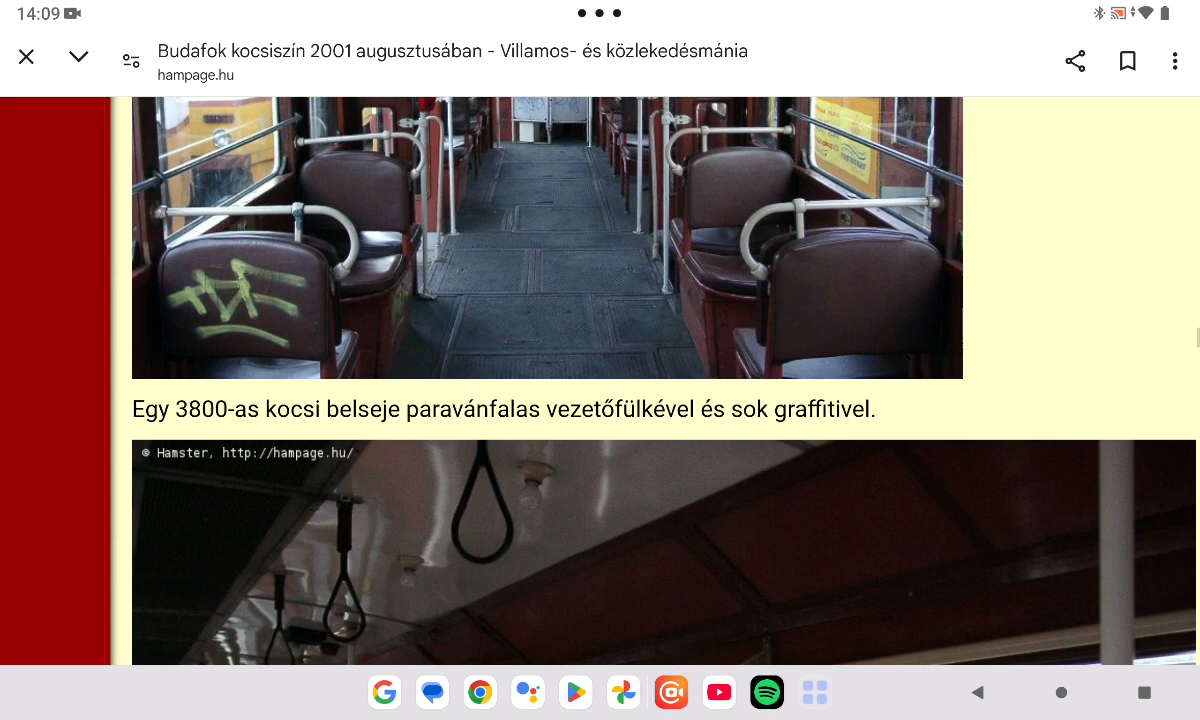 14:09
Budafok kocsiszín 2001 augusztusában - Villamos- és közlekedésmánia
hampage.hu
Egy 3800-as kocsi belseje paravánfalas vezetőfülkével és sok graffitivel.
© Hamster, http://hampage.hu/